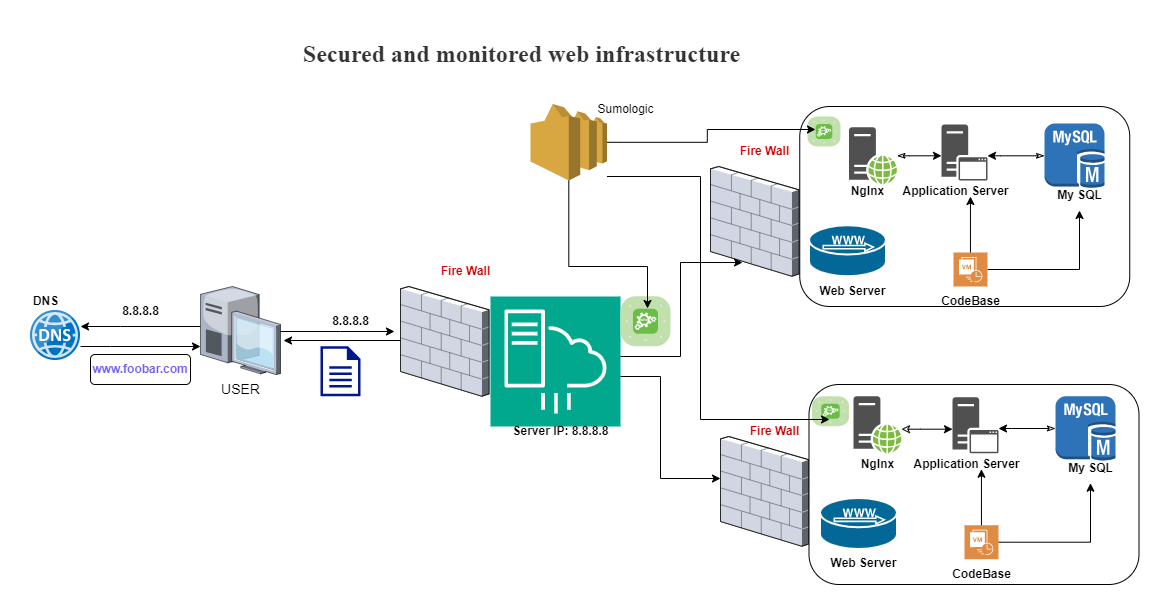 Secured and monitored web infrastructure
Sumologic
Fire Wall
MySQL
M
NgInx
Application Server
My SQL
WWW
Web Server
VM
CodeBase
Fire Wall
DNS
8.8.8.8
8.8.8.8
DNS
www.foobar.com
USER
Server IP: 8.8.8.8
Fire Wall
MySQL
M
NgInx
Application Server
My SQL
WWW
Web Server
VM
CodeBase